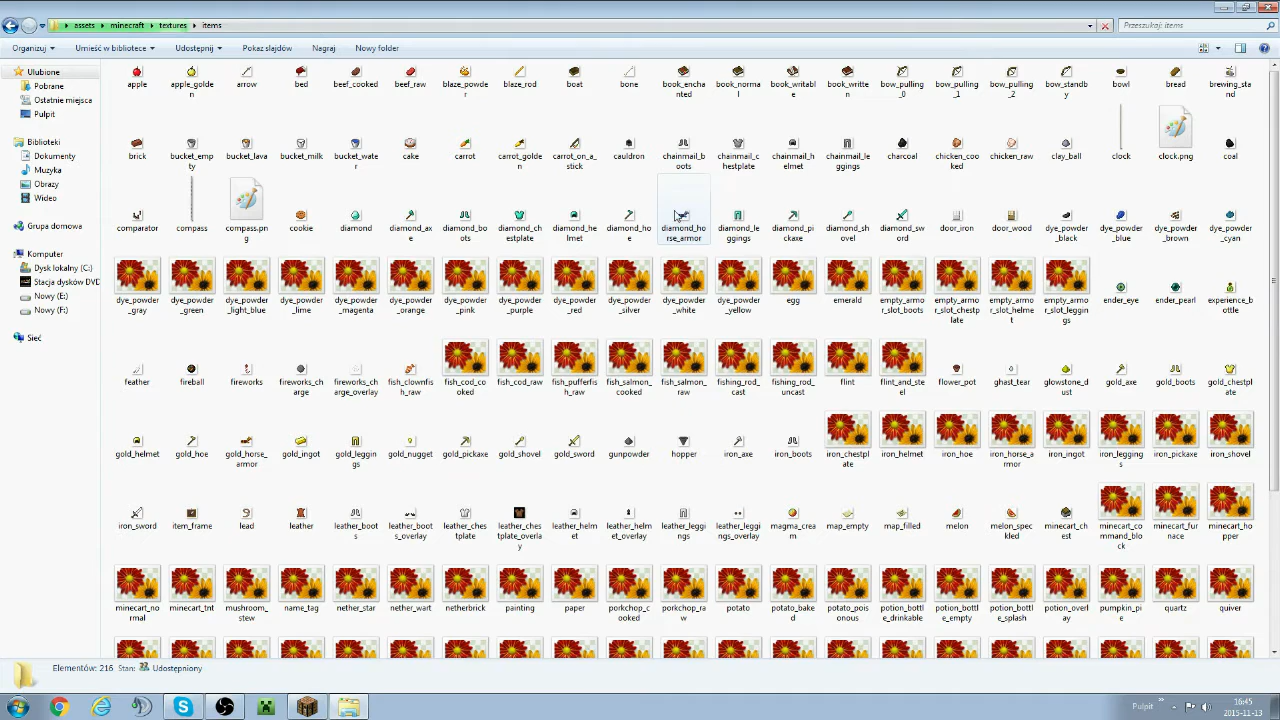 assets ▸ minecraft ▸ textures ▸ items
Przeszukaj: items
Organizuj Umieść w bibliotece Udostępnij Pokaz slajdów Nagraj Nowy folder
Ulubione
Pobrane
Ostatnie miejsca
Pulpit
Biblioteki
Dokumenty
Muzyka
Obrazy
Wideo
Grupa domowa
Komputer
Dysk lokalny (C:)
Stacja dysków DVD
Nowy (E:)
Nowy (F:)
Sieć
apple apple_golden arrow bed beef_cooked beef_raw blaze_powder blaze_rod boat bone book_enchanted book_normal book_writable book_written bow_pulling_0 bow_pulling_1 bow_pulling_2 bow_standby bowl bread brewing_stand
brick bucket_empty bucket_lava bucket_milk bucket_water cake carrot carrot_golden carrot_on_a_stick cauldron chainmail_boots chainmail_chestplate chainmail_helmet chainmail_leggings charcoal chicken_cooked chicken_raw clay_ball clock clock.png coal
comparator compass compass.png cookie diamond diamond_axe diamond_boots diamond_chestplate diamond_helmet diamond_hoe diamond_horse_armor diamond_leggings diamond_pickaxe diamond_shovel diamond_sword door_iron door_wood dye_powder_black dye_powder_blue dye_powder_brown dye_powder_cyan
dye_powder_gray dye_powder_green dye_powder_light_blue dye_powder_lime dye_powder_magenta dye_powder_orange dye_powder_pink dye_powder_purple dye_powder_red dye_powder_silver dye_powder_white dye_powder_yellow egg emerald empty_armor_slot_boots empty_armor_slot_chestplate empty_armor_slot_helmet empty_armor_slot_leggings ender_eye ender_pearl experience_bottle
feather fireball fireworks fireworks_charge fireworks_charge_overlay fish_clownfish_raw fish_cod_cooked fish_cod_raw fish_pufferfish_raw fish_salmon_cooked fish_salmon_raw fishing_rod_cast fishing_rod_uncast flint flint_and_steel flower_pot ghast_tear glowstone_dust gold_axe gold_boots gold_chestplate
gold_helmet gold_hoe gold_horse_armor gold_ingot gold_leggings gold_nugget gold_pickaxe gold_shovel gold_sword gunpowder hopper iron_axe iron_boots iron_chestplate iron_helmet iron_hoe iron_horse_armor iron_ingot iron_leggings iron_pickaxe iron_shovel
iron_sword item_frame lead leather leather_boots leather_boots_overlay leather_chestplate leather_chestplate_overlay leather_helmet leather_helmet_overlay leather_leggings leather_leggings_overlay magma_cream map_empty map_filled melon melon_speckled minecart_chest minecart_command_block minecart_furnace minecart_hopper
minecart_normal minecart_tnt mushroom_stew name_tag nether_star nether_wart netherbrick painting paper porkchop_cooked porkchop_raw potato potato_baked potato_poisonous potion_bottle_drinkable potion_bottle_empty potion_bottle_splash potion_overlay pumpkin_pie quartz quiver
Elementów: 216 Stan: Udostępniony
Pulpit
16:45
2015-11-13